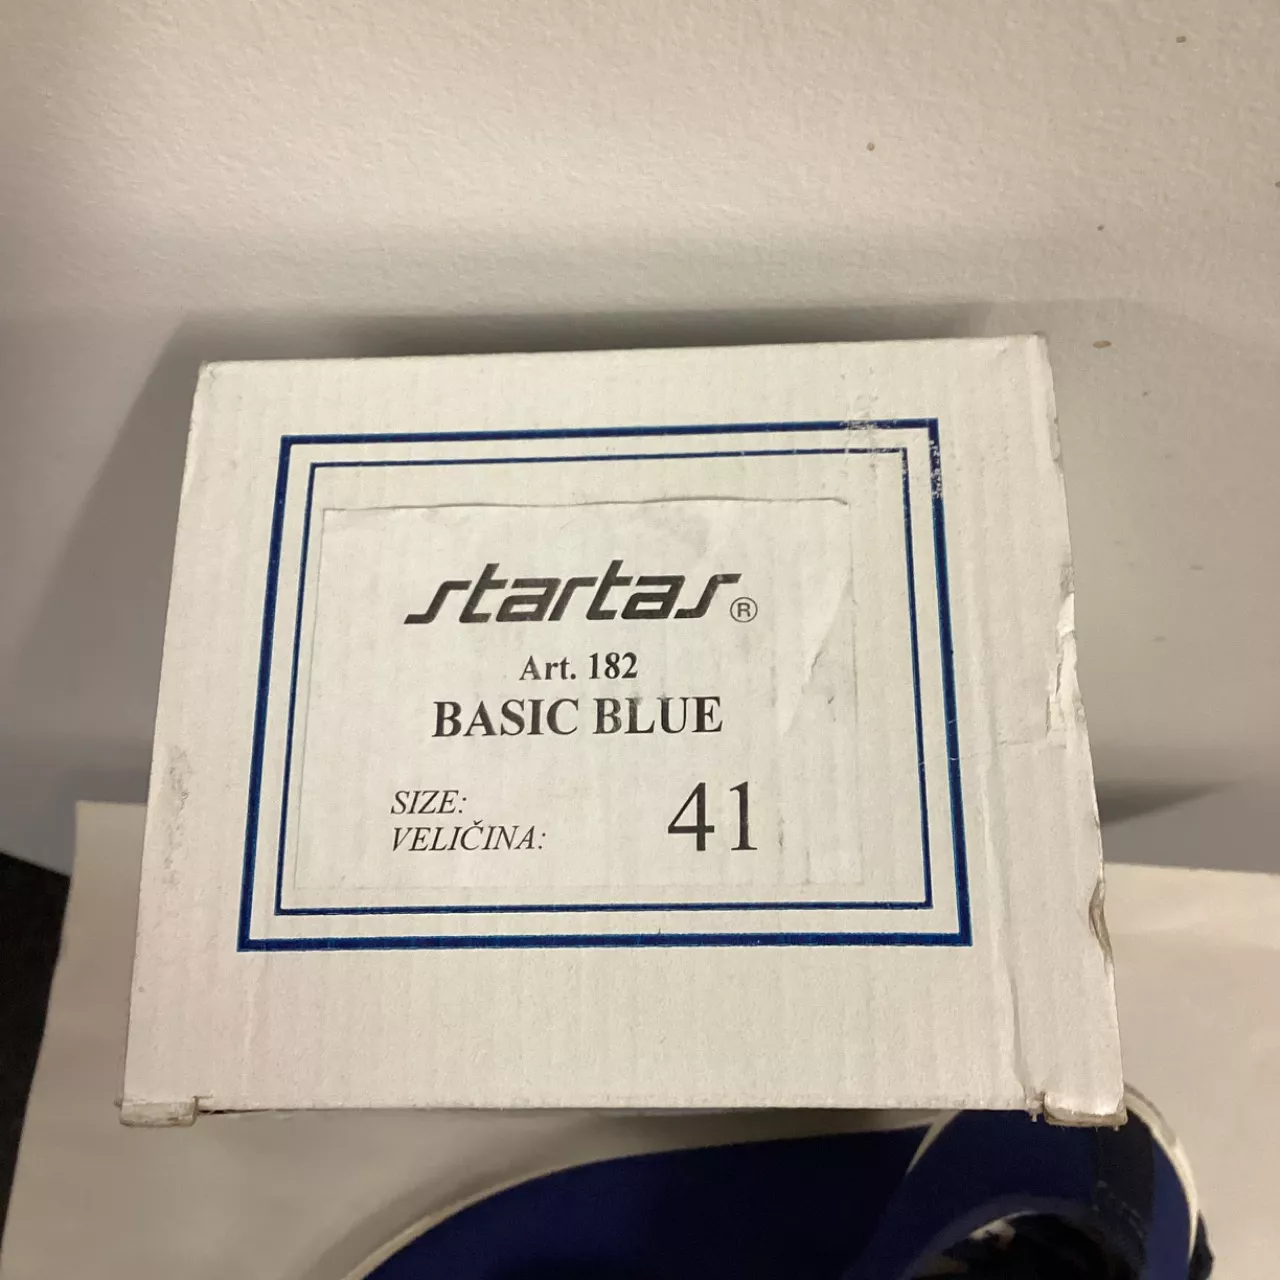 startas®
Art. 182
BASIC BLUE
SIZE:
VELIČINA: 41